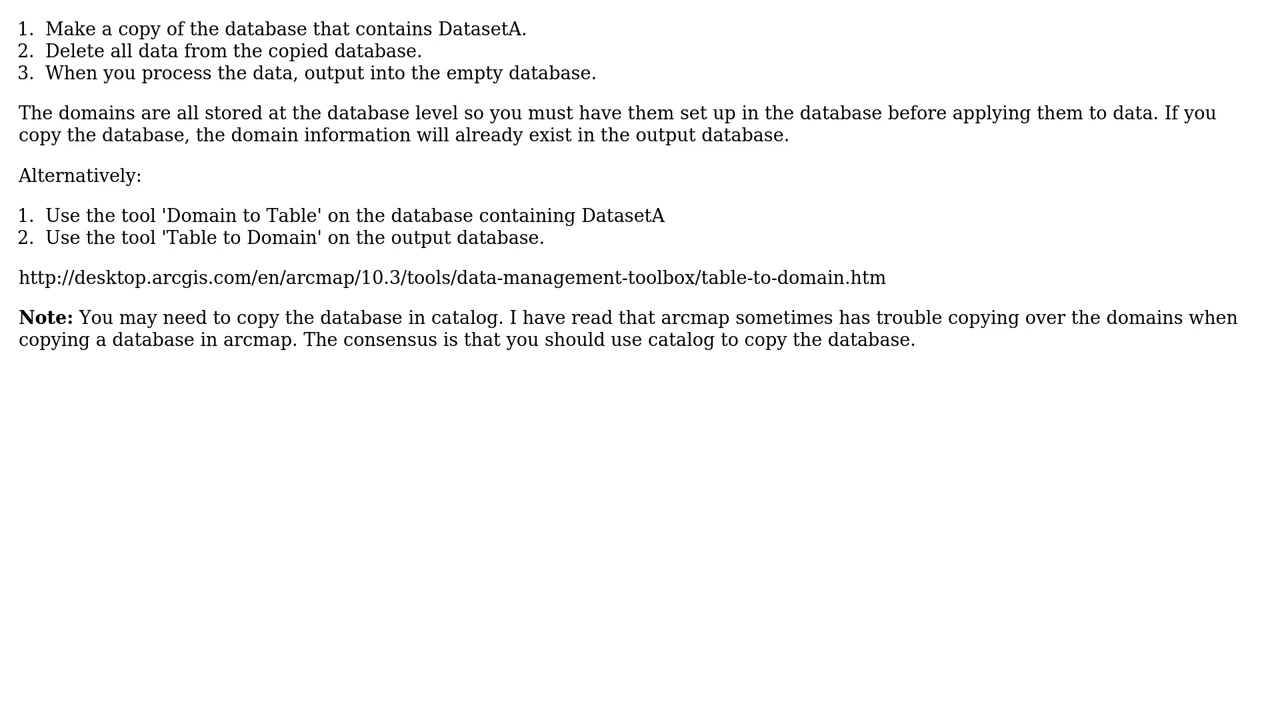 1. Make a copy of the database that contains DatasetA.
2. Delete all data from the copied database.
3. When you process the data, output into the empty database.
The domains are all stored at the database level so you must have them set up in the database before applying them to data. If you
copy the database, the domain information will already exist in the output database.
Alternatively:
1. Use the tool 'Domain to Table' on the database containing DatasetA
2. Use the tool 'Table to Domain' on the output database.
http://desktop.arcgis.com/en/arcmap/10.3/tools/data-management-toolbox/table-to-domain.htm
Note: You may need to copy the database in catalog. I have read that arcmap sometimes has trouble copying over the domains when
copying a database in arcmap. The consensus is that you should use catalog to copy the database.